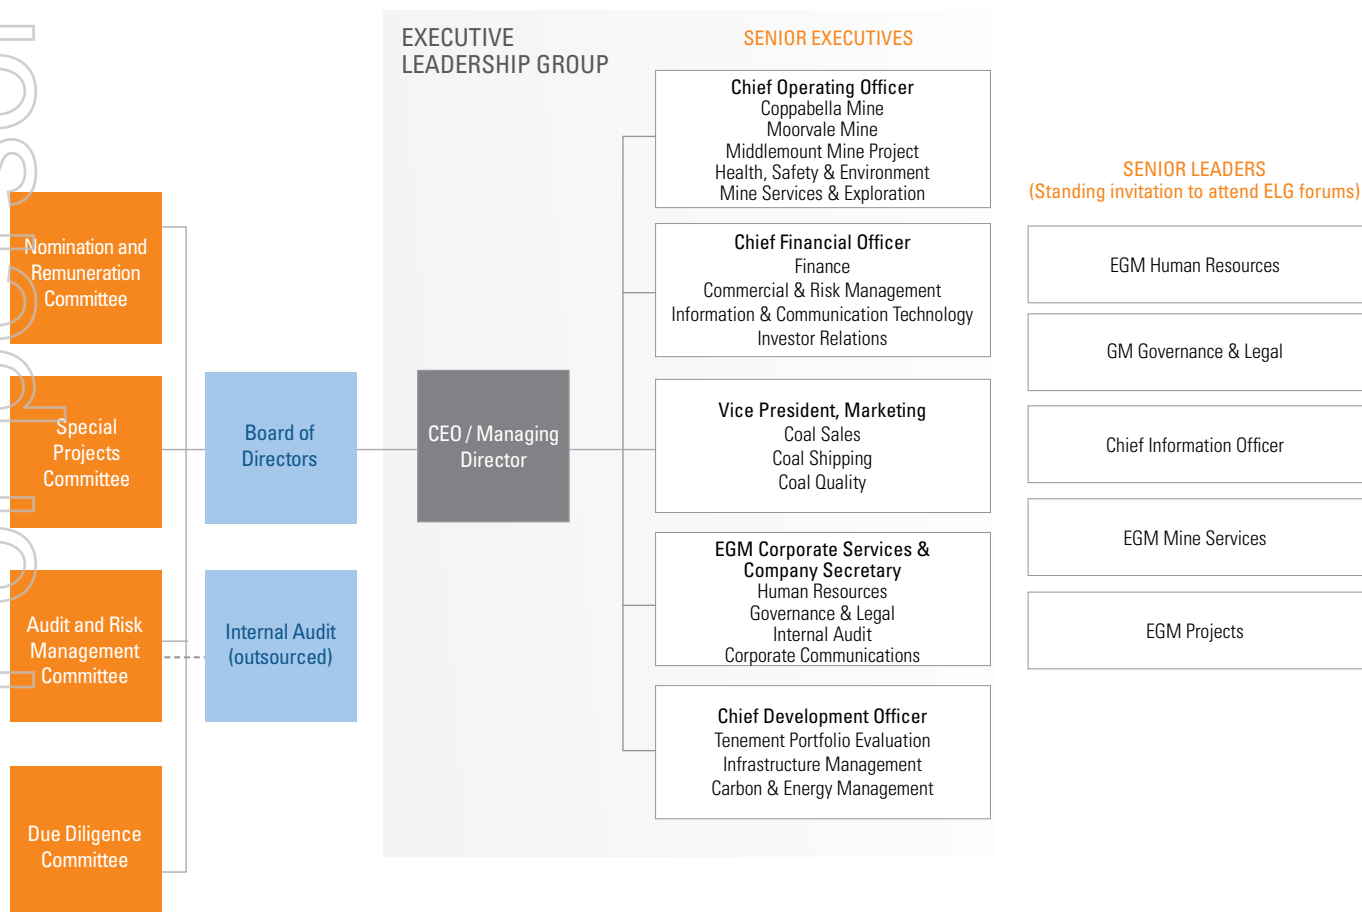 EXECUTIVE
LEADERSHIP GROUP
SENIOR EXECUTIVES
Chief Operating Officer
Coppabella Mine
Moorvale Mine
Middlemount Mine Project
Health, Safety & Environment
Mine Services & Exploration
SENIOR LEADERS
(Standing invitation to attend ELG forums)
Nomination and
Remuneration
Committee
Chief Financial Officer
Finance
Commercial & Risk Management
Information & Communication Technology
Investor Relations
EGM Human Resources
GM Governance & Legal
Special
Projects
Committee
Board of
Directors
CEO / Managing
Director
Vice President, Marketing
Coal Sales
Coal Shipping
Coal Quality
Chief Information Officer
EGM Corporate Services &
Company Secretary
Human Resources
Governance & Legal
Internal Audit
Corporate Communications
EGM Mine Services
Audit and Risk
Management
Committee
Internal Audit
(outsourced)
EGM Projects
Chief Development Officer
Tenement Portfolio Evaluation
Infrastructure Management
Carbon & Energy Management
Due Diligence
Committee